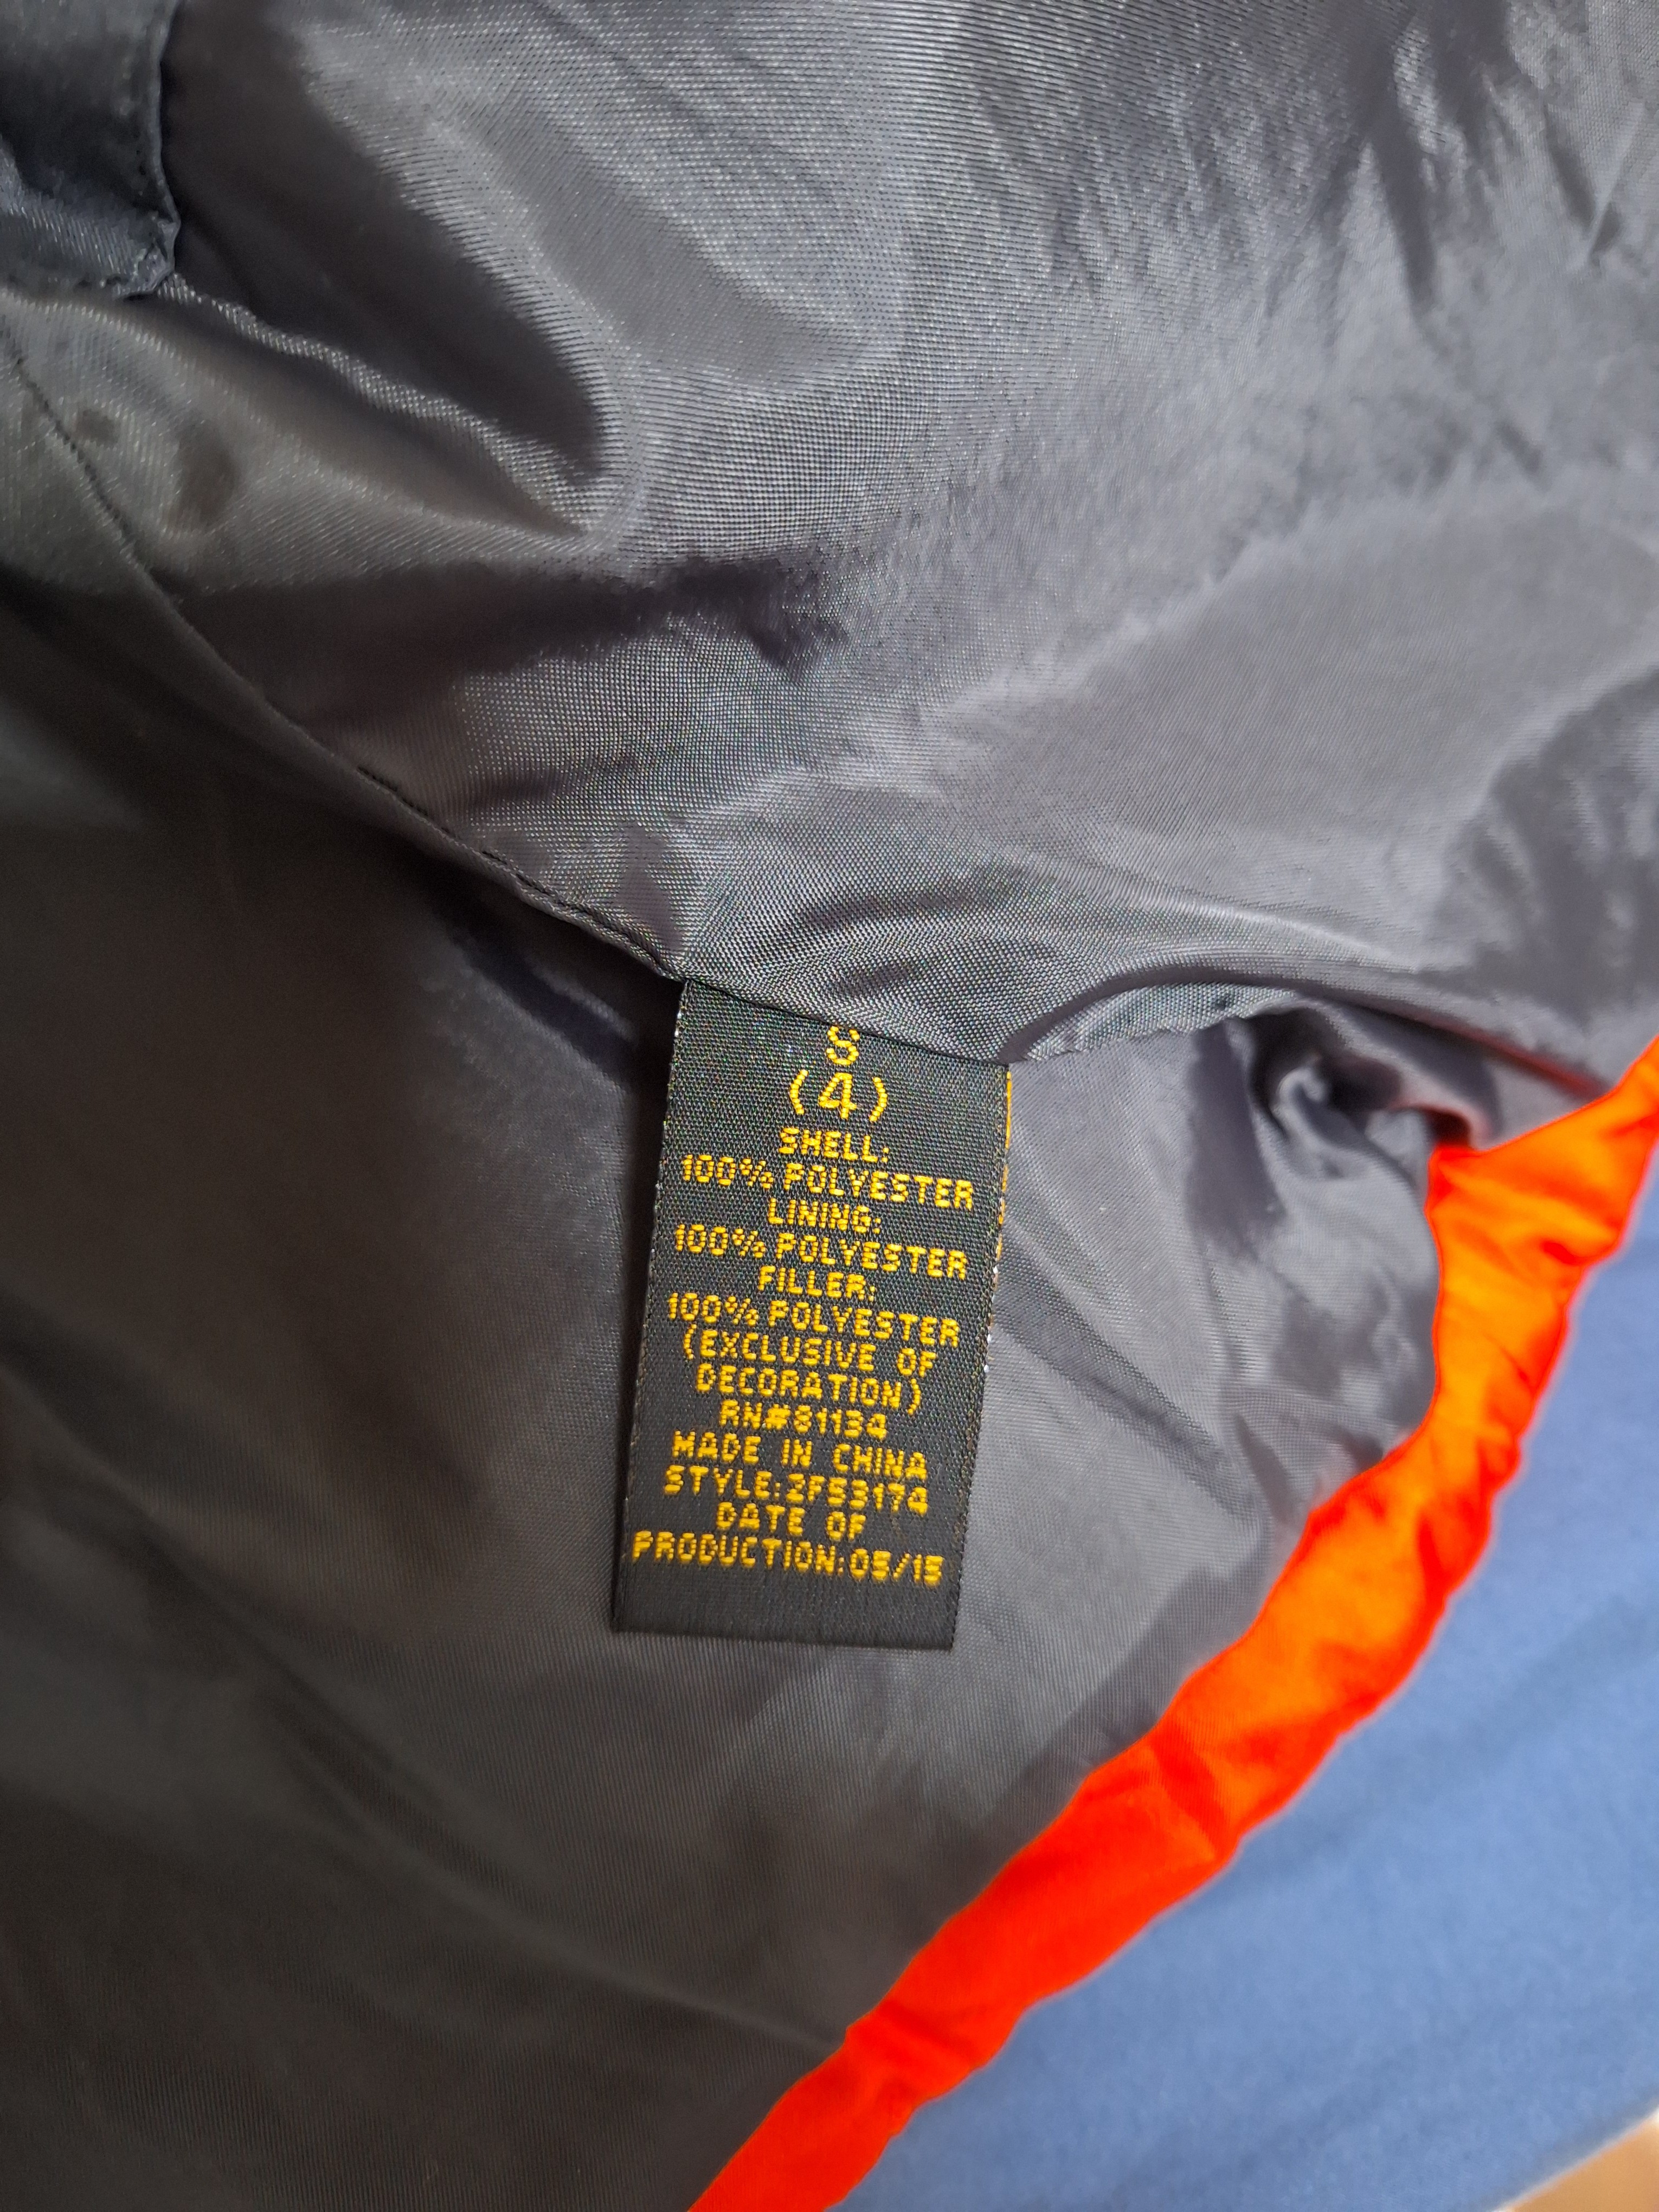 S
(4)
SHELL:
100% POLYESTER
LINING:
100% POLYESTER
FILLER:
100% POLYESTER
(EXCLUSIVE OF
DECORATION)
RN#81134
MADE IN CHINA
STYLE:2F53174
DATE OF
PRODUCTION:05/15